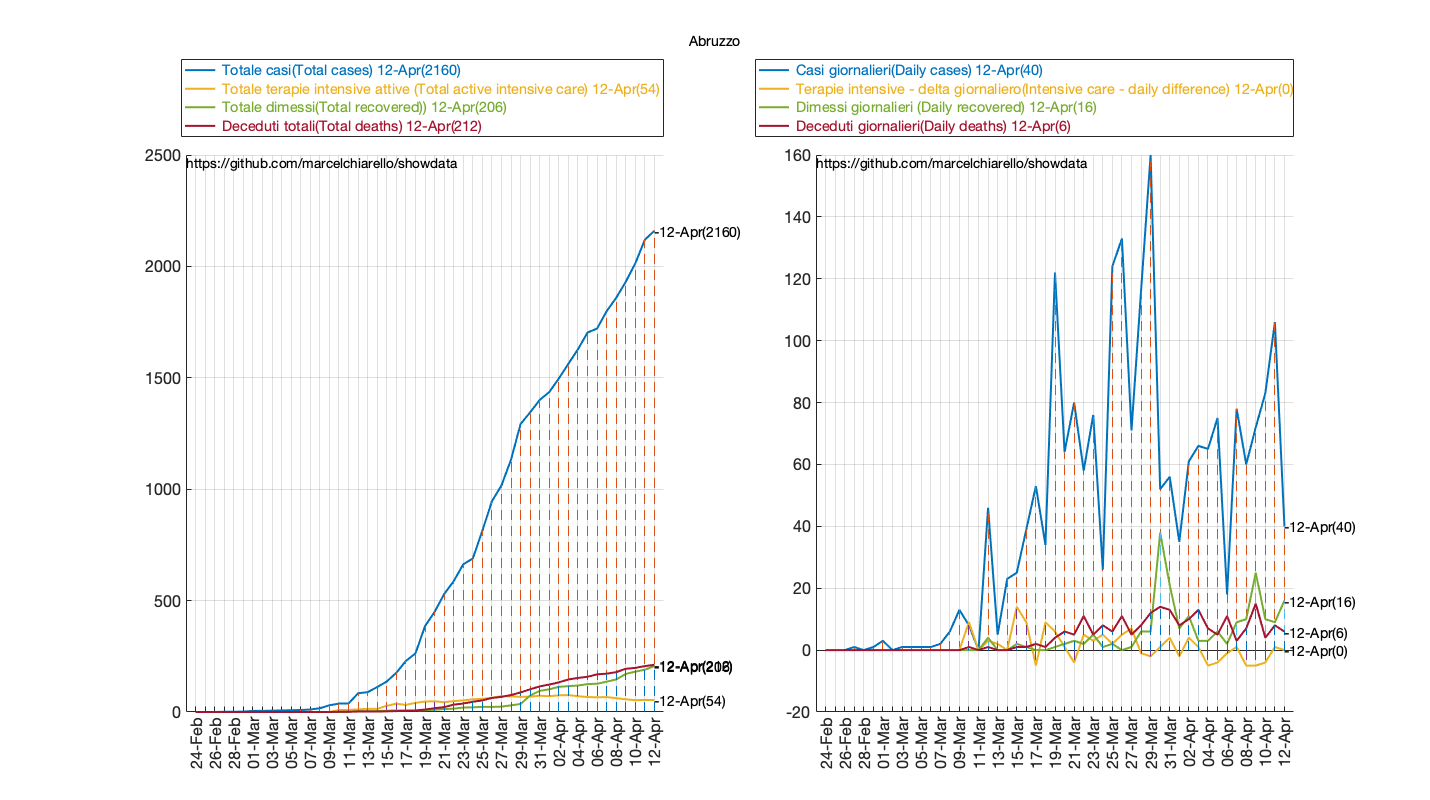 Abruzzo
Totale casi(Total cases) 12-Apr(2160)
Totale terapie intensive attive (Total active intensive care) 12-Apr(54)
Totale dimessi(Total recovered)) 12-Apr(206)
Deceduti totali(Total deaths) 12-Apr(212)
https://github.com/marcelchiarello/showdata
2500
2000
1500
1000
500
0
12-Apr(2160)
12-Apr(54)
24-Feb
26-Feb
28-Feb
01-Mar
03-Mar
05-Mar
07-Mar
09-Mar
11-Mar
13-Mar
15-Mar
17-Mar
19-Mar
21-Mar
23-Mar
25-Mar
27-Mar
29-Mar
31-Mar
02-Apr
04-Apr
06-Apr
08-Apr
10-Apr
12-Apr
Casi giornalieri(Daily cases) 12-Apr(40)
Terapie intensive - delta giornaliero(Intensive care - daily difference) 12-Apr(0)
Dimessi giornalieri (Daily recovered) 12-Apr(16)
Deceduti giornalieri(Daily deaths) 12-Apr(6)
https://github.com/marcelchiarello/showdata
160
140
120
100
80
60
40
20
0
-20
12-Apr(40)
12-Apr(16)
12-Apr(6)
12-Apr(0)
24-Feb
26-Feb
28-Feb
01-Mar
03-Mar
05-Mar
07-Mar
09-Mar
11-Mar
13-Mar
15-Mar
17-Mar
19-Mar
21-Mar
23-Mar
25-Mar
27-Mar
29-Mar
31-Mar
02-Apr
04-Apr
06-Apr
08-Apr
10-Apr
12-Apr